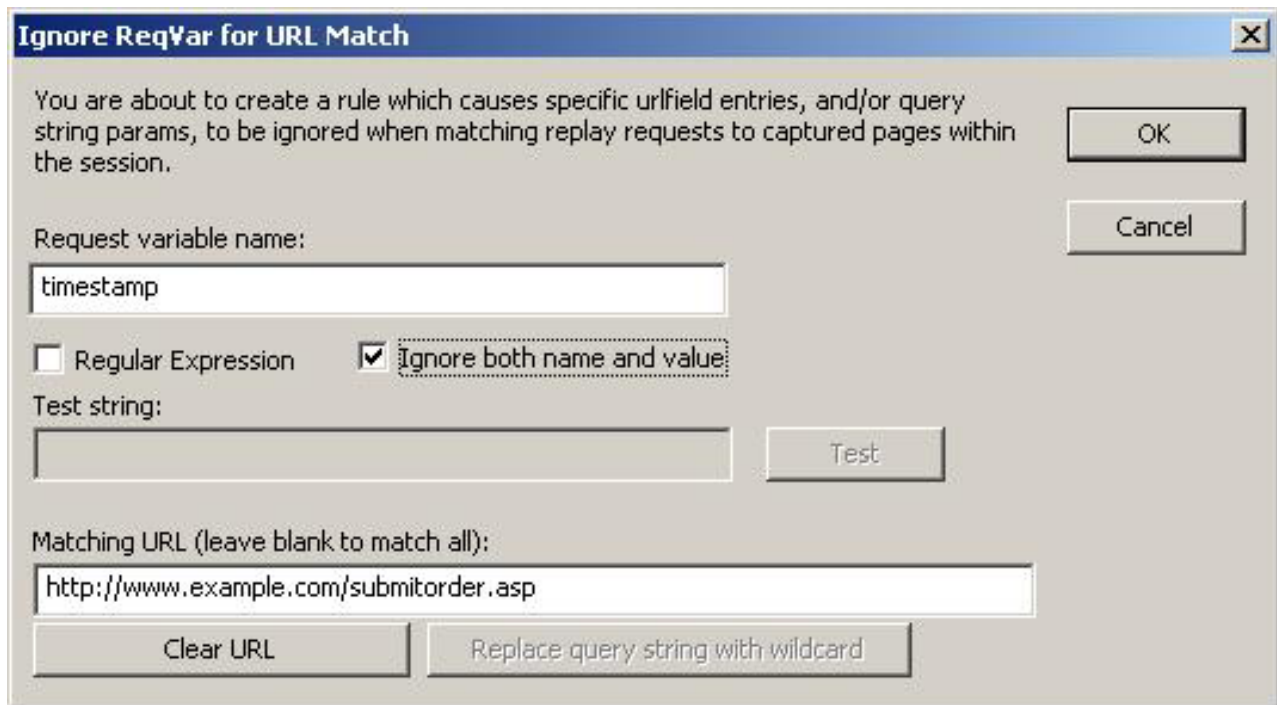 Ignore ReqVar for URL Match
You are about to create a rule which causes specific urlfield entries, and/or query
string params, to be ignored when matching replay requests to captured pages within
the session.
OK
Cancel
Request variable name:
timestamp
Regular Expression
Ignore both name and value
Test string:
Test
Matching URL (leave blank to match all):
http://www.example.com/submitorder.asp
Clear URL
Replace query string with wildcard